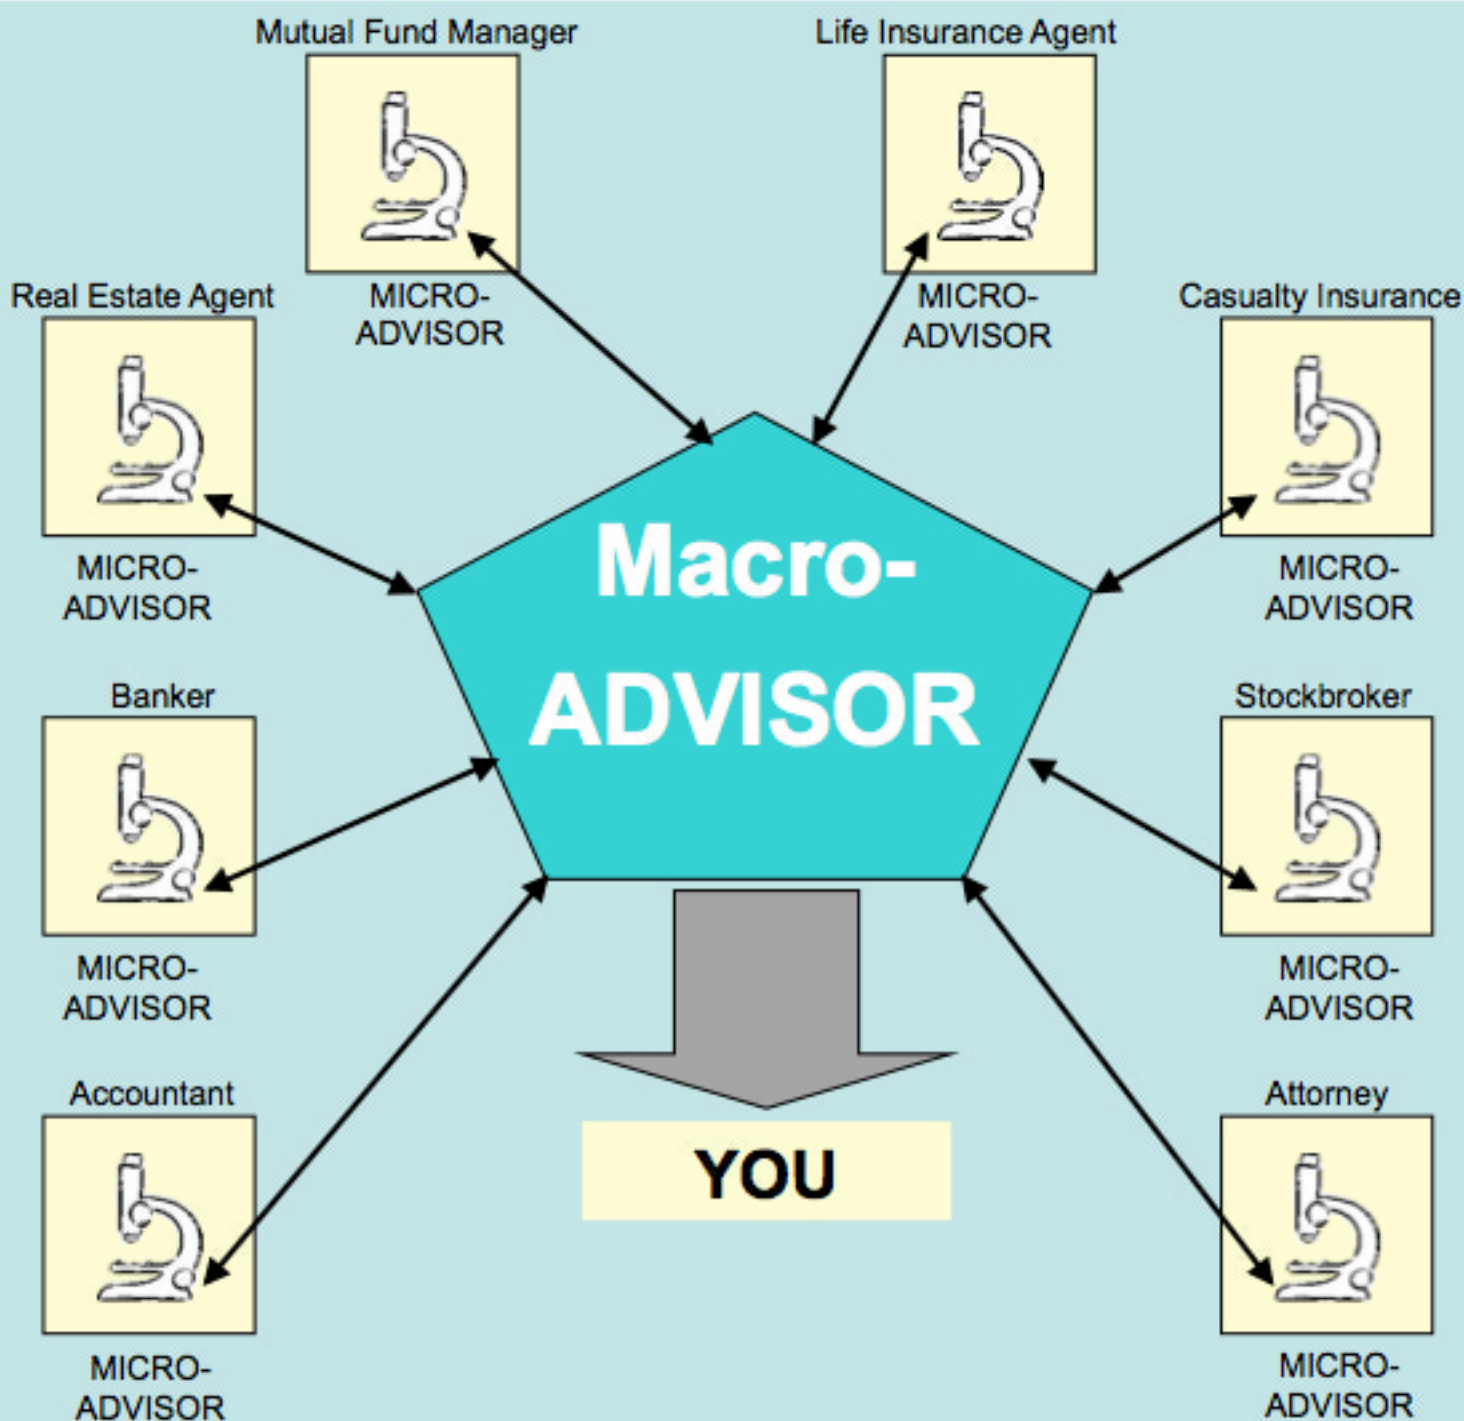 Mutual Fund Manager
Life Insurance Agent
MICRO-
ADVISOR
MICRO-
ADVISOR
Real Estate Agent
Casualty Insurance
MICRO-
ADVISOR
MICRO-
ADVISOR
Macro-
ADVISOR
Banker
Stockbroker
MICRO-
ADVISOR
MICRO-
ADVISOR
Accountant
Attorney
YOU
MICRO-
ADVISOR
MICRO-
ADVISOR